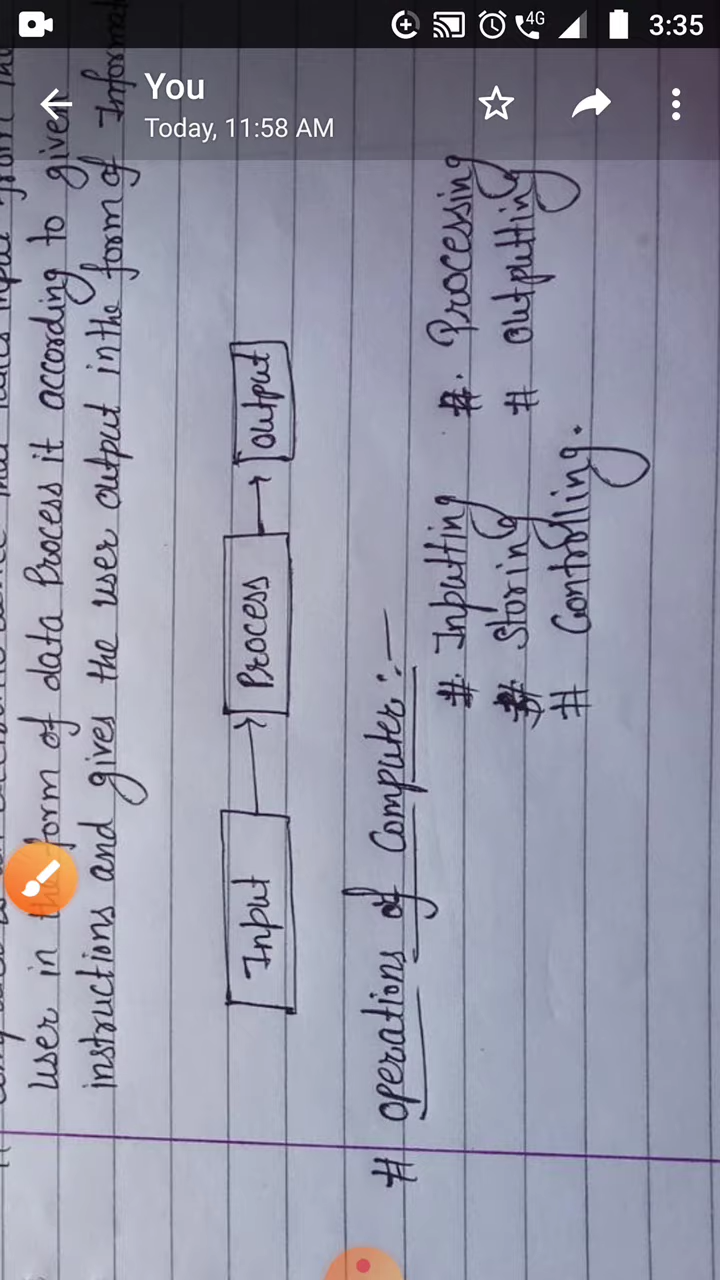 3:35
4G
You
Today, 11:58 AM
user in the form of data Process it according to given
instructions and gives the user output in the form of
Input → Process → output
# operations of Computer:-
#. Inputting #. Processing
#. Storing # outputting
# Controlling.